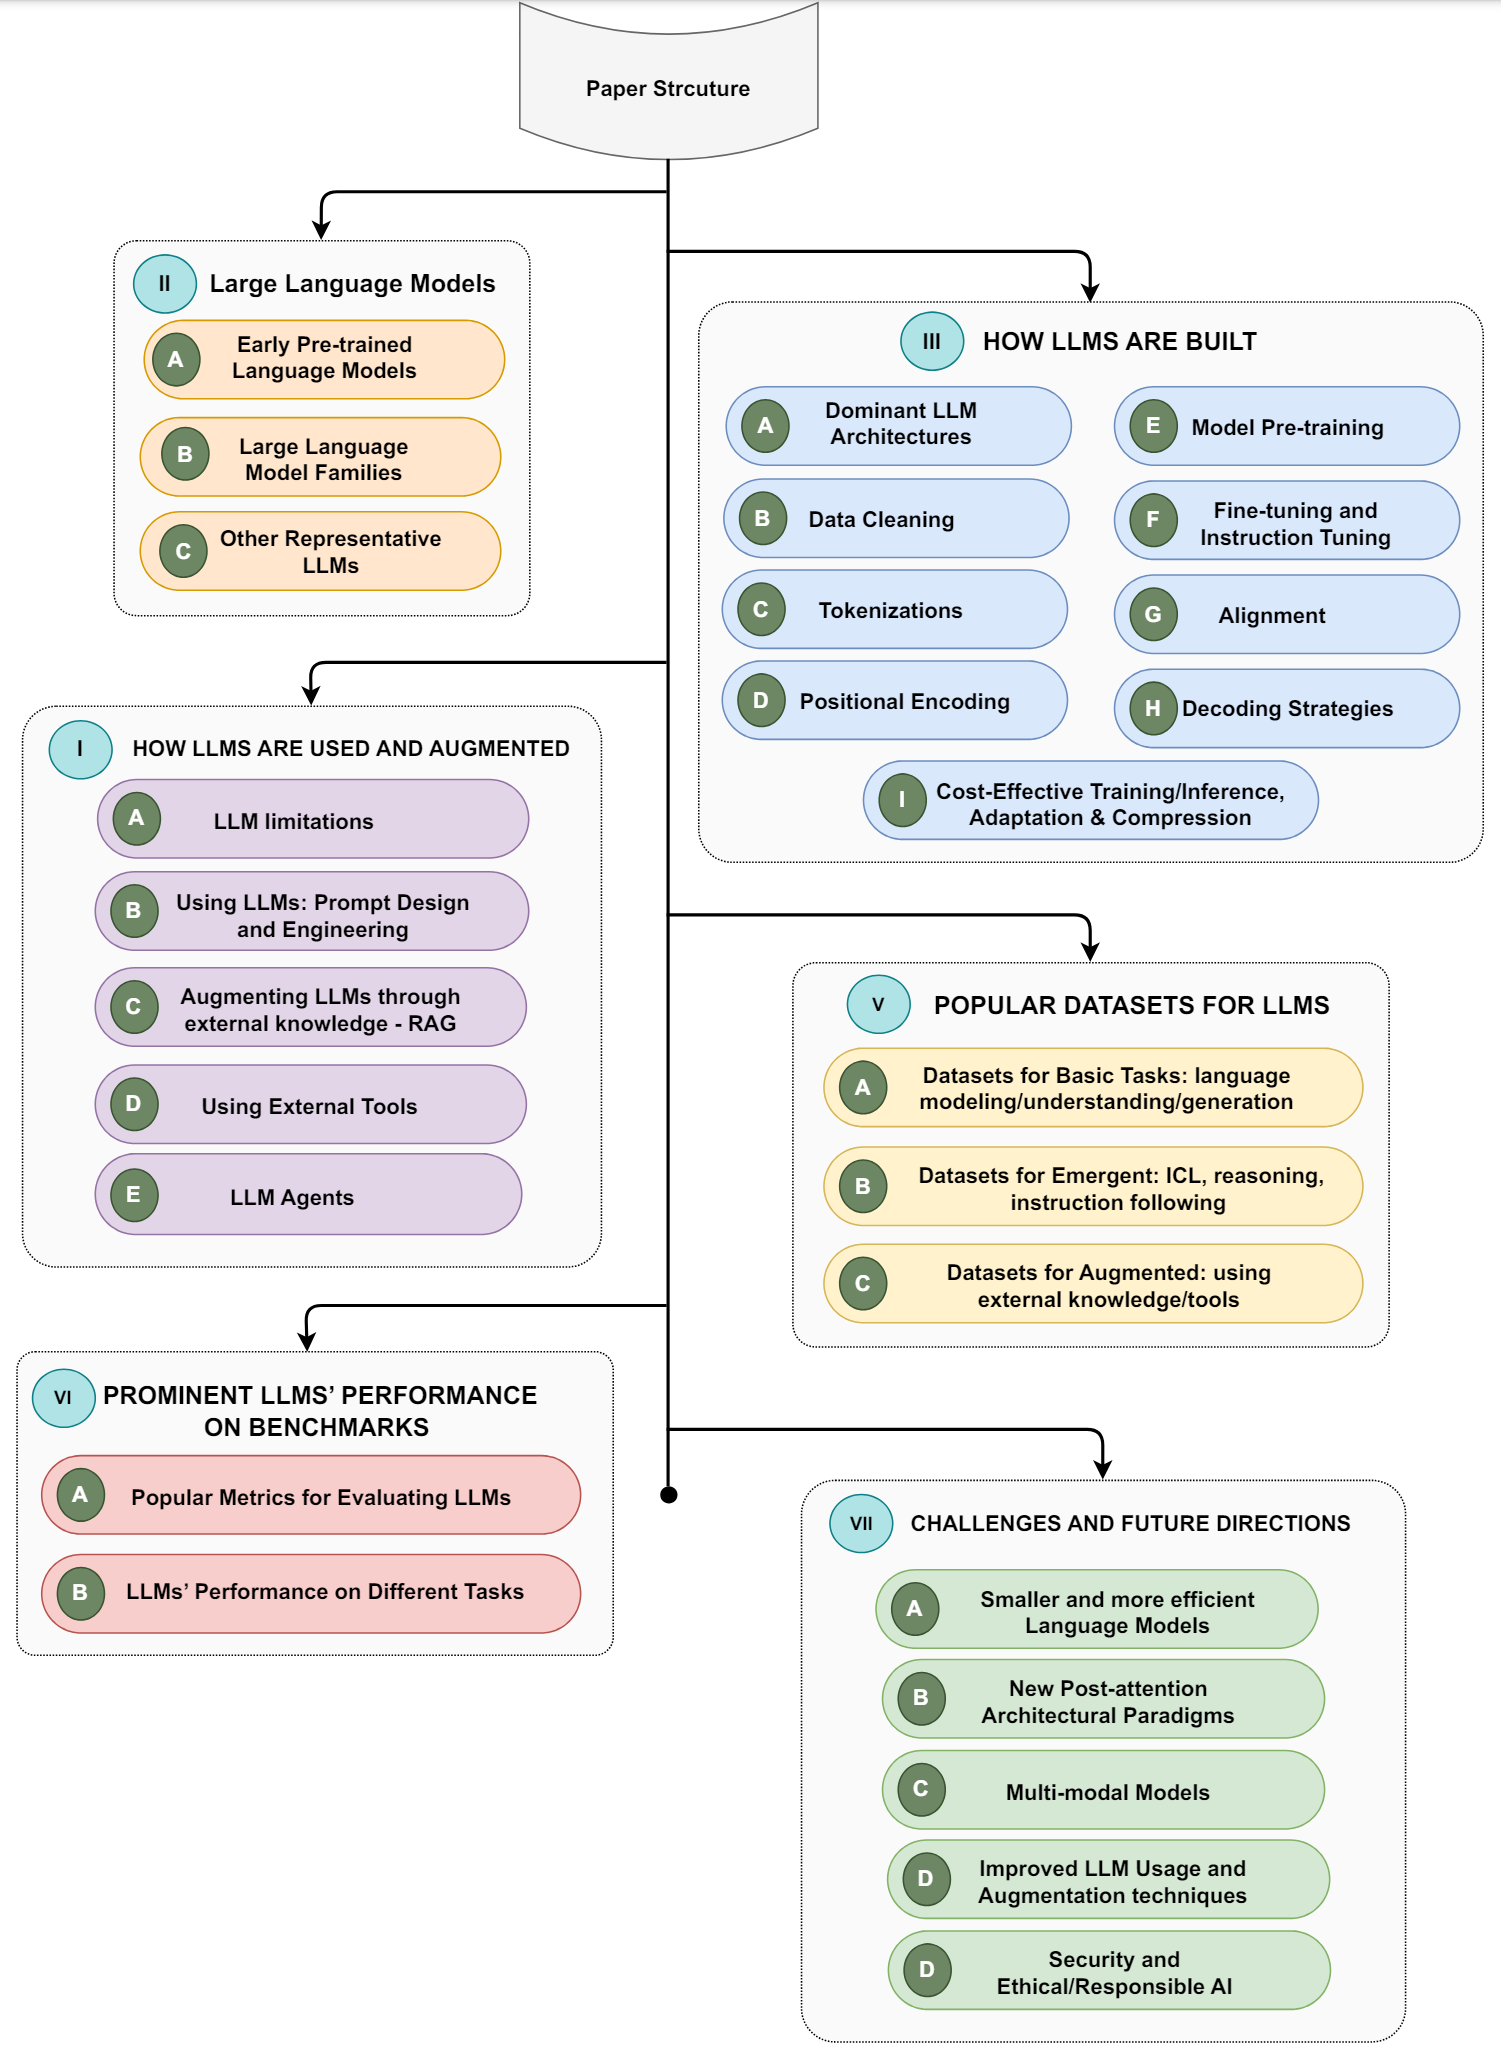 Paper Strcuture
II
Large Language Models
A
Early Pre-trained
Language Models
B
Large Language
Model Families
C
Other Representative
LLMs
III
HOW LLMS ARE BUILT
A
Dominant LLM
Architectures
B
Data Cleaning
C
Tokenizations
D
Positional Encoding
E
Model Pre-training
F
Fine-tuning and
Instruction Tuning
G
Alignment
H
Decoding Strategies
I
Cost-Effective Training/Inference,
Adaptation & Compression
I
HOW LLMS ARE USED AND AUGMENTED
A
LLM limitations
B
Using LLMs: Prompt Design
and Engineering
C
Augmenting LLMs through
external knowledge - RAG
D
Using External Tools
E
LLM Agents
V
POPULAR DATASETS FOR LLMS
A
Datasets for Basic Tasks: language
modeling/understanding/generation
B
Datasets for Emergent: ICL, reasoning,
instruction following
C
Datasets for Augmented: using
external knowledge/tools
VI
PROMINENT LLMS’ PERFORMANCE
ON BENCHMARKS
A
Popular Metrics for Evaluating LLMs
B
LLMs’ Performance on Different Tasks
VII
CHALLENGES AND FUTURE DIRECTIONS
A
Smaller and more efficient
Language Models
B
New Post-attention
Architectural Paradigms
C
Multi-modal Models
D
Improved LLM Usage and
Augmentation techniques
D
Security and
Ethical/Responsible AI